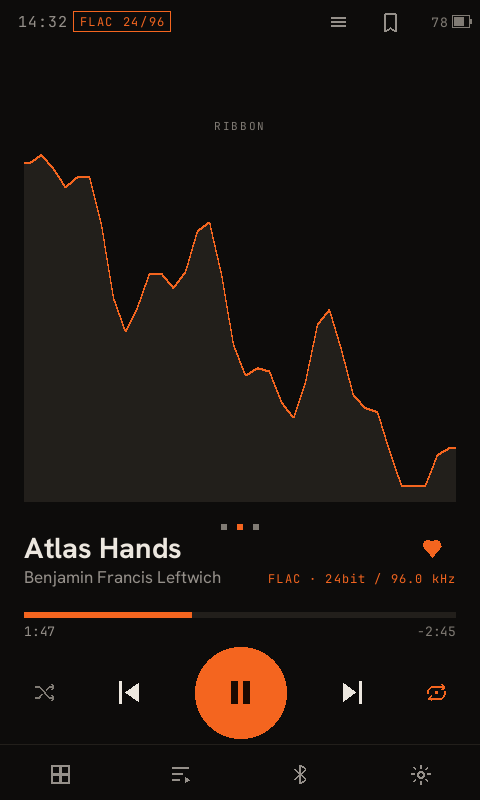 14:32 FLAC 24/96 78
RIBBON
Atlas Hands
Benjamin Francis Leftwich FLAC · 24bit / 96.0 kHz
1:47 -2:45